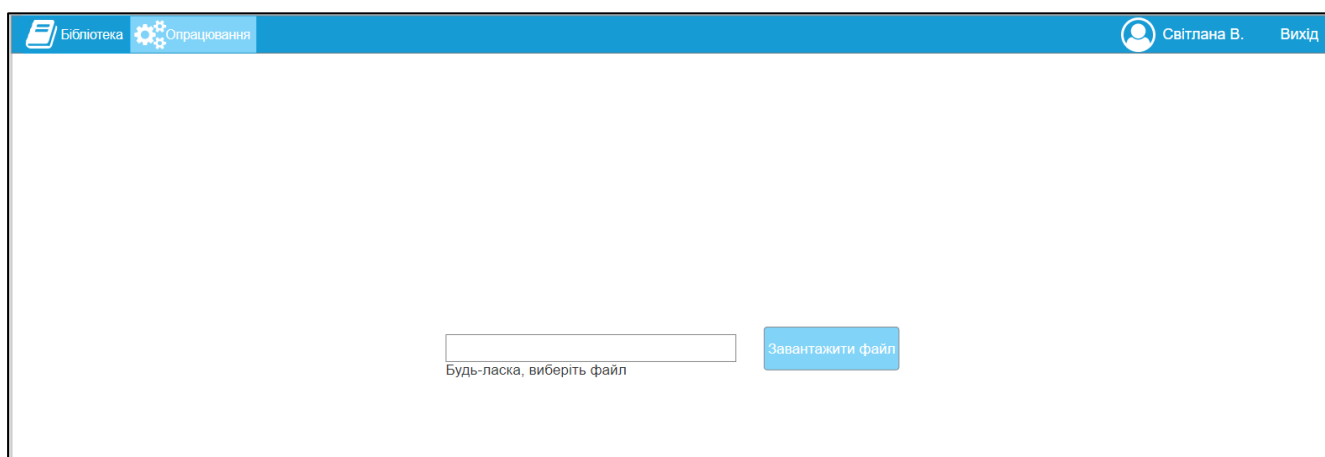 Бібліотека Опрацювання Світлана В. Вихід
Завантажити файл
Будь-ласка, виберіть файл